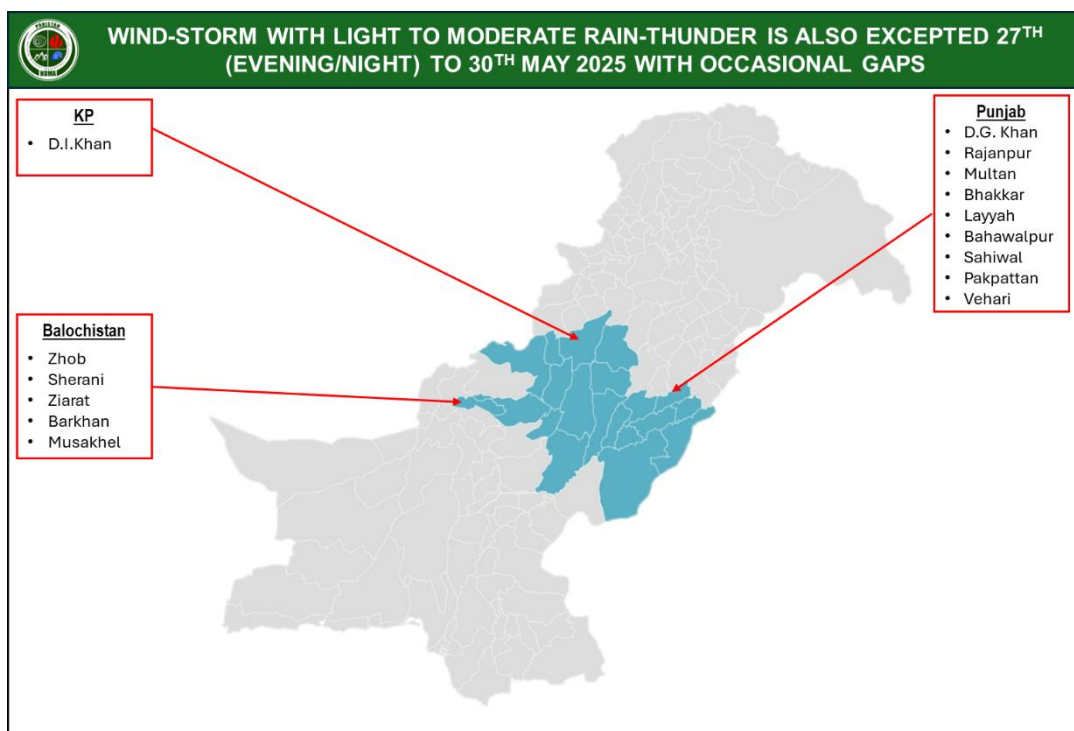 PAKISTAN
NDMA
WIND-STORM WITH LIGHT TO MODERATE RAIN-THUNDER IS ALSO EXCEPTED 27TH
(EVENING/NIGHT) TO 30TH MAY 2025 WITH OCCASIONAL GAPS
KP
• D.I.Khan
Punjab
• D.G. Khan
• Rajanpur
• Multan
• Bhakkar
• Layyah
• Bahawalpur
• Sahiwal
• Pakpattan
• Vehari
Balochistan
• Zhob
• Sherani
• Ziarat
• Barkhan
• Musakhel